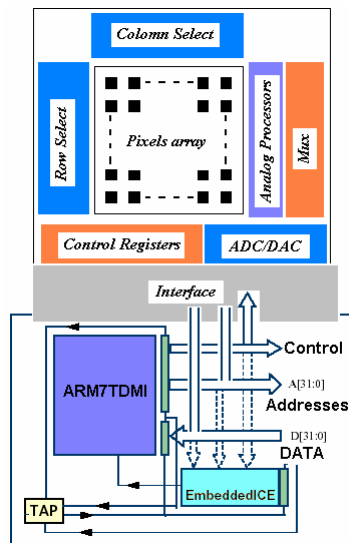 Colomn Select
Row Select
Pixels array
Analog Processors
Mux
Control Registers
ADC/DAC
Interface
Control
ARM7TDMI
A[31:0]
Addresses
D[31:0]
DATA
EmbeddedICE
TAP